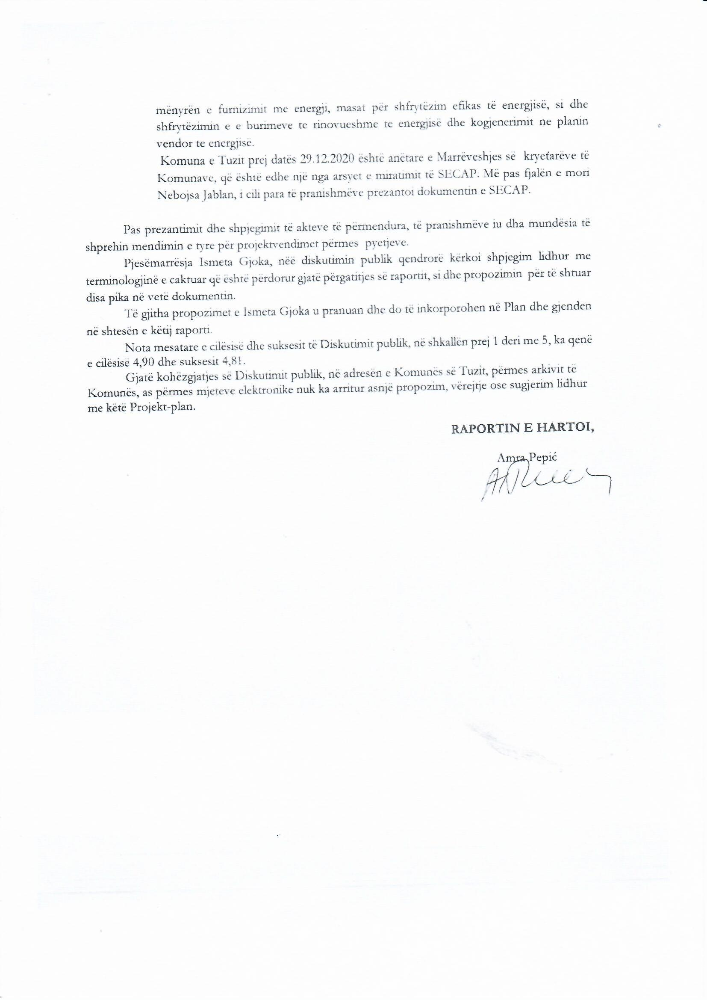 mënyrën e furnizimit me energji, masat për shfrytëzim efikas të energjisë, si dhe
shfrytëzimin e e burimeve te rinovueshme te energjisë dhe kogjenerimit ne planin
vendor te energjisë.
Komuna e Tuzit prej datës 29.12.2020 është anëtare e Marrëveshjes së kryetarëve të
Komunave, që është edhe një nga arsyet e miratimit të SECAP. Më pas fjalën e mori
Nebojsa Jablan, i cili para të pranishmëve prezantoi dokumentin e SECAP.
Pas prezantimit dhe shpjegimit të akteve të përmendura, të pranishmëve iu dha mundësia të
shprehin mendimin e tyre për projektvendimet përmes pyetjeve.
Pjesëmarrësja Ismeta Gjoka, nëë diskutimin publik qendrorë kërkoi shpjegim lidhur me
terminologjinë e caktuar që është përdorur gjatë përgatitjes së raportit, si dhe propozimin për të shtuar
disa pika në vetë dokumentin.
Të gjitha propozimet e Ismeta Gjoka u pranuan dhe do të inkorporohen në Plan dhe gjenden
në shtesën e këtij raporti.
Nota mesatare e cilësisë dhe suksesit të Diskutimit publik, në shkallën prej 1 deri me 5, ka qenë
e cilësisë 4,90 dhe suksesit 4,81.
Gjatë kohëzgjatjes së Diskutimit publik, në adresën e Komunës së Tuzit, përmes arkivit të
Komunës, as përmes mjeteve elektronike nuk ka arritur asnjë propozim, vërejtje ose sugjerim lidhur
me këtë Projekt-plan.
RAPORTIN E HARTOI,
Amra Pepić